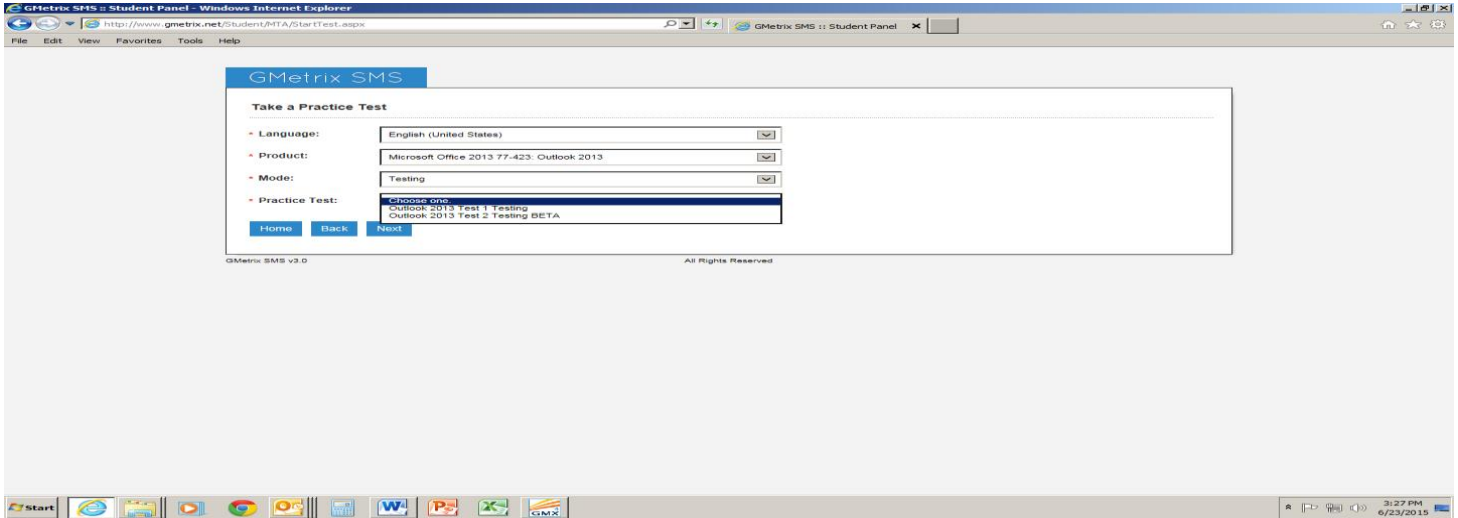 GMetrix SMS :: Student Panel - Windows Internet Explorer
http://www.gmetrix.net/Student/MTA/StartTest.aspx
GMetrix SMS :: Student Panel
File Edit View Favorites Tools Help
GMetrix SMS
Take a Practice Test
* Language: English (United States)
* Product: Microsoft Office 2013 77-423: Outlook 2013
* Mode: Testing
* Practice Test: Choose one.
Outlook 2013 Test 1 Testing
Outlook 2013 Test 2 Testing BETA
Home Back Next
GMetrix SMS v3.0 All Rights Reserved
Start
GMX
3:27 PM
6/23/2015